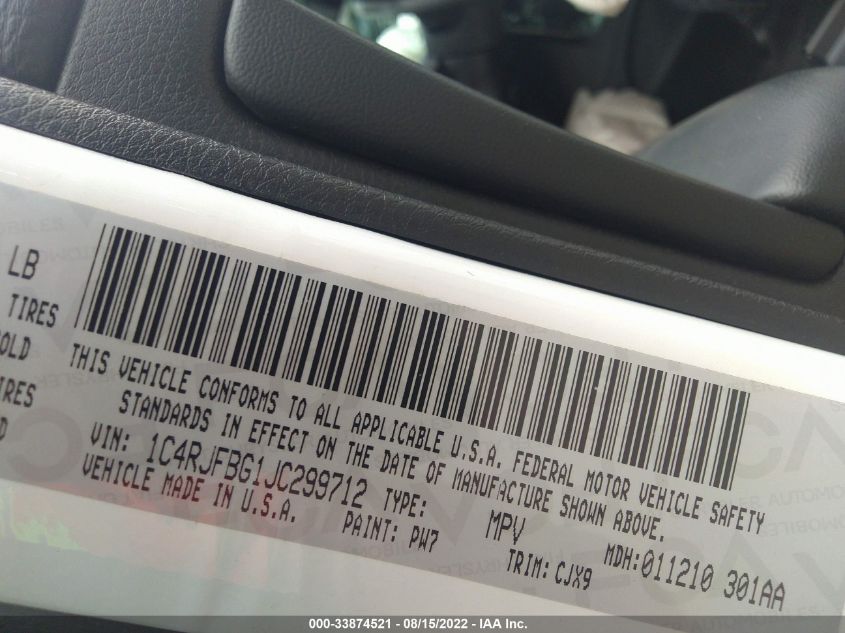 LB
TIRES
OLD
IRES
D
THIS VEHICLE CONFORMS TO ALL APPLICABLE U.S.A. FEDERAL MOTOR VEHICLE SAFETY
STANDARDS IN EFFECT ON THE DATE OF MANUFACTURE SHOWN ABOVE.
VIN: 1C4RJFBG1JC299712 TYPE: MPV MDH:011210 301AA
VEHICLE MADE IN U.S.A. PAINT: PW7 TRIM: CJX9
000-33874521 - 08/15/2022 - IAA Inc.